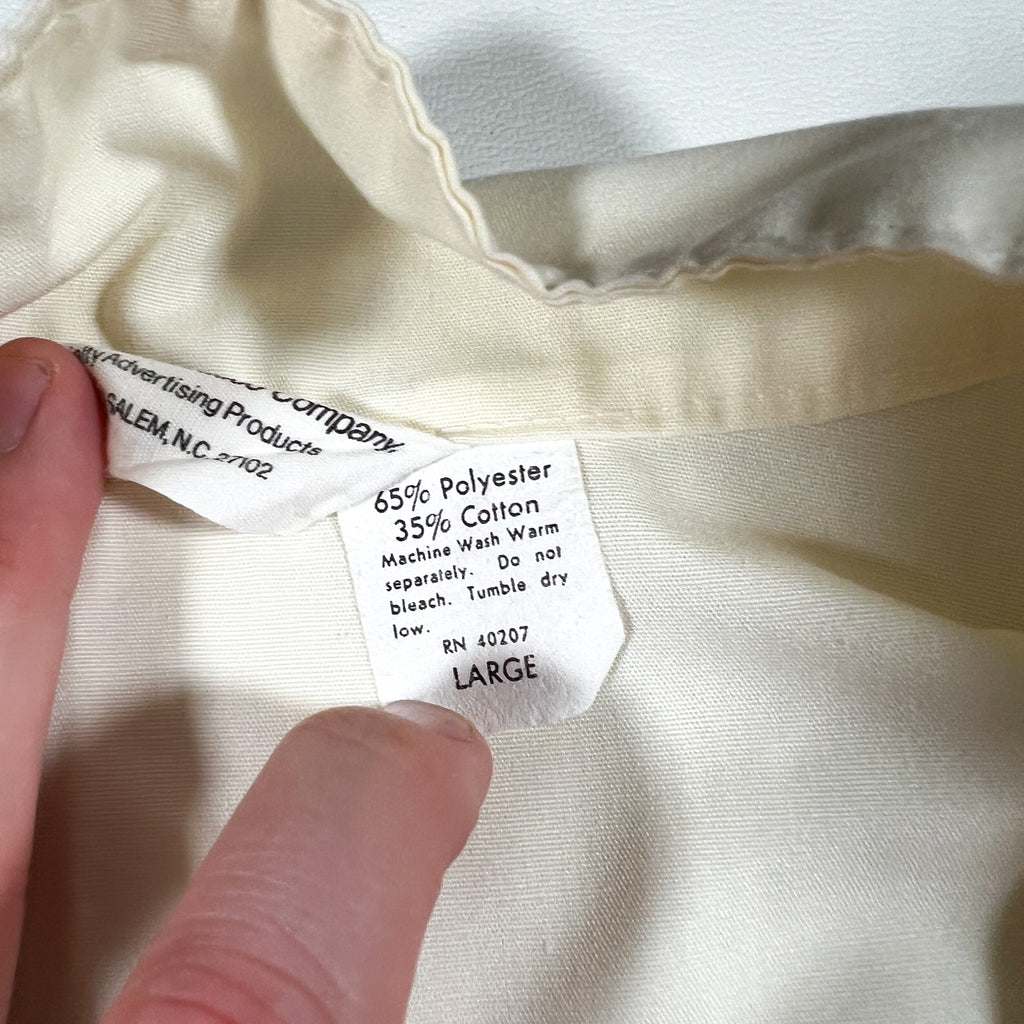 Company.
Advertising Products
SALEM, N.C. 27102
65% Polyester
35% Cotton
Machine Wash Warm
separately. Do not
bleach. Tumble dry
low.
RN 40207
LARGE